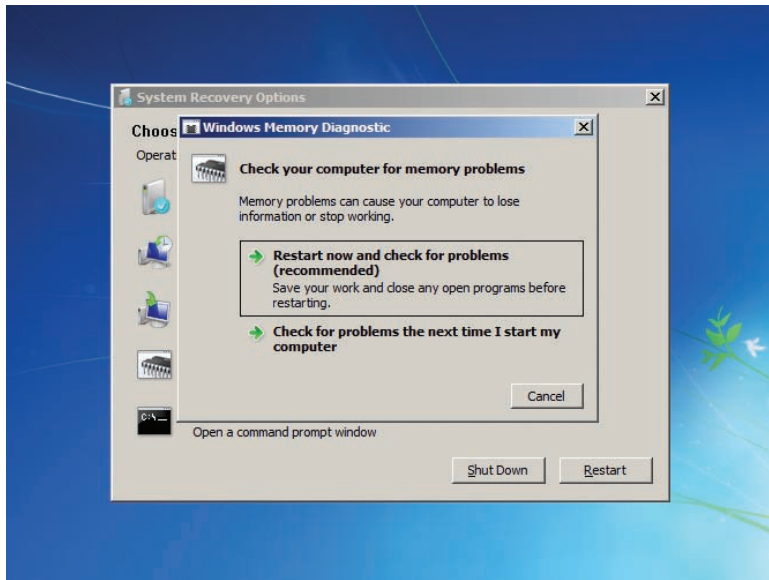 System Recovery Options
Choos
Windows Memory Diagnostic
Operat
Check your computer for memory problems
Memory problems can cause your computer to lose
information or stop working.
Restart now and check for problems
(recommended)
Save your work and close any open programs before
restarting.
Check for problems the next time I start my
computer
Cancel
C:\_
Open a command prompt window
Shut Down
Restart